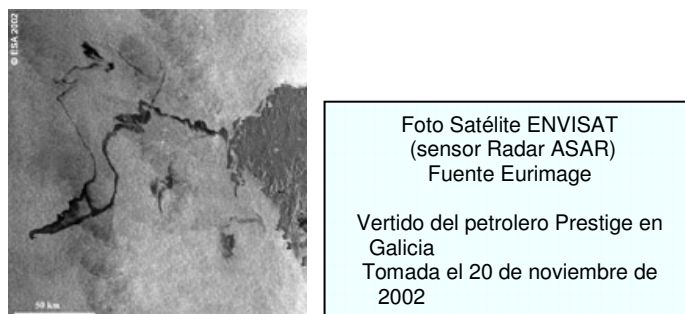 © ESA 2002
50 km
Foto Satélite ENVISAT
(sensor Radar ASAR)
Fuente Eurimage
Vertido del petrolero Prestige en
Galicia
Tomada el 20 de noviembre de
2002